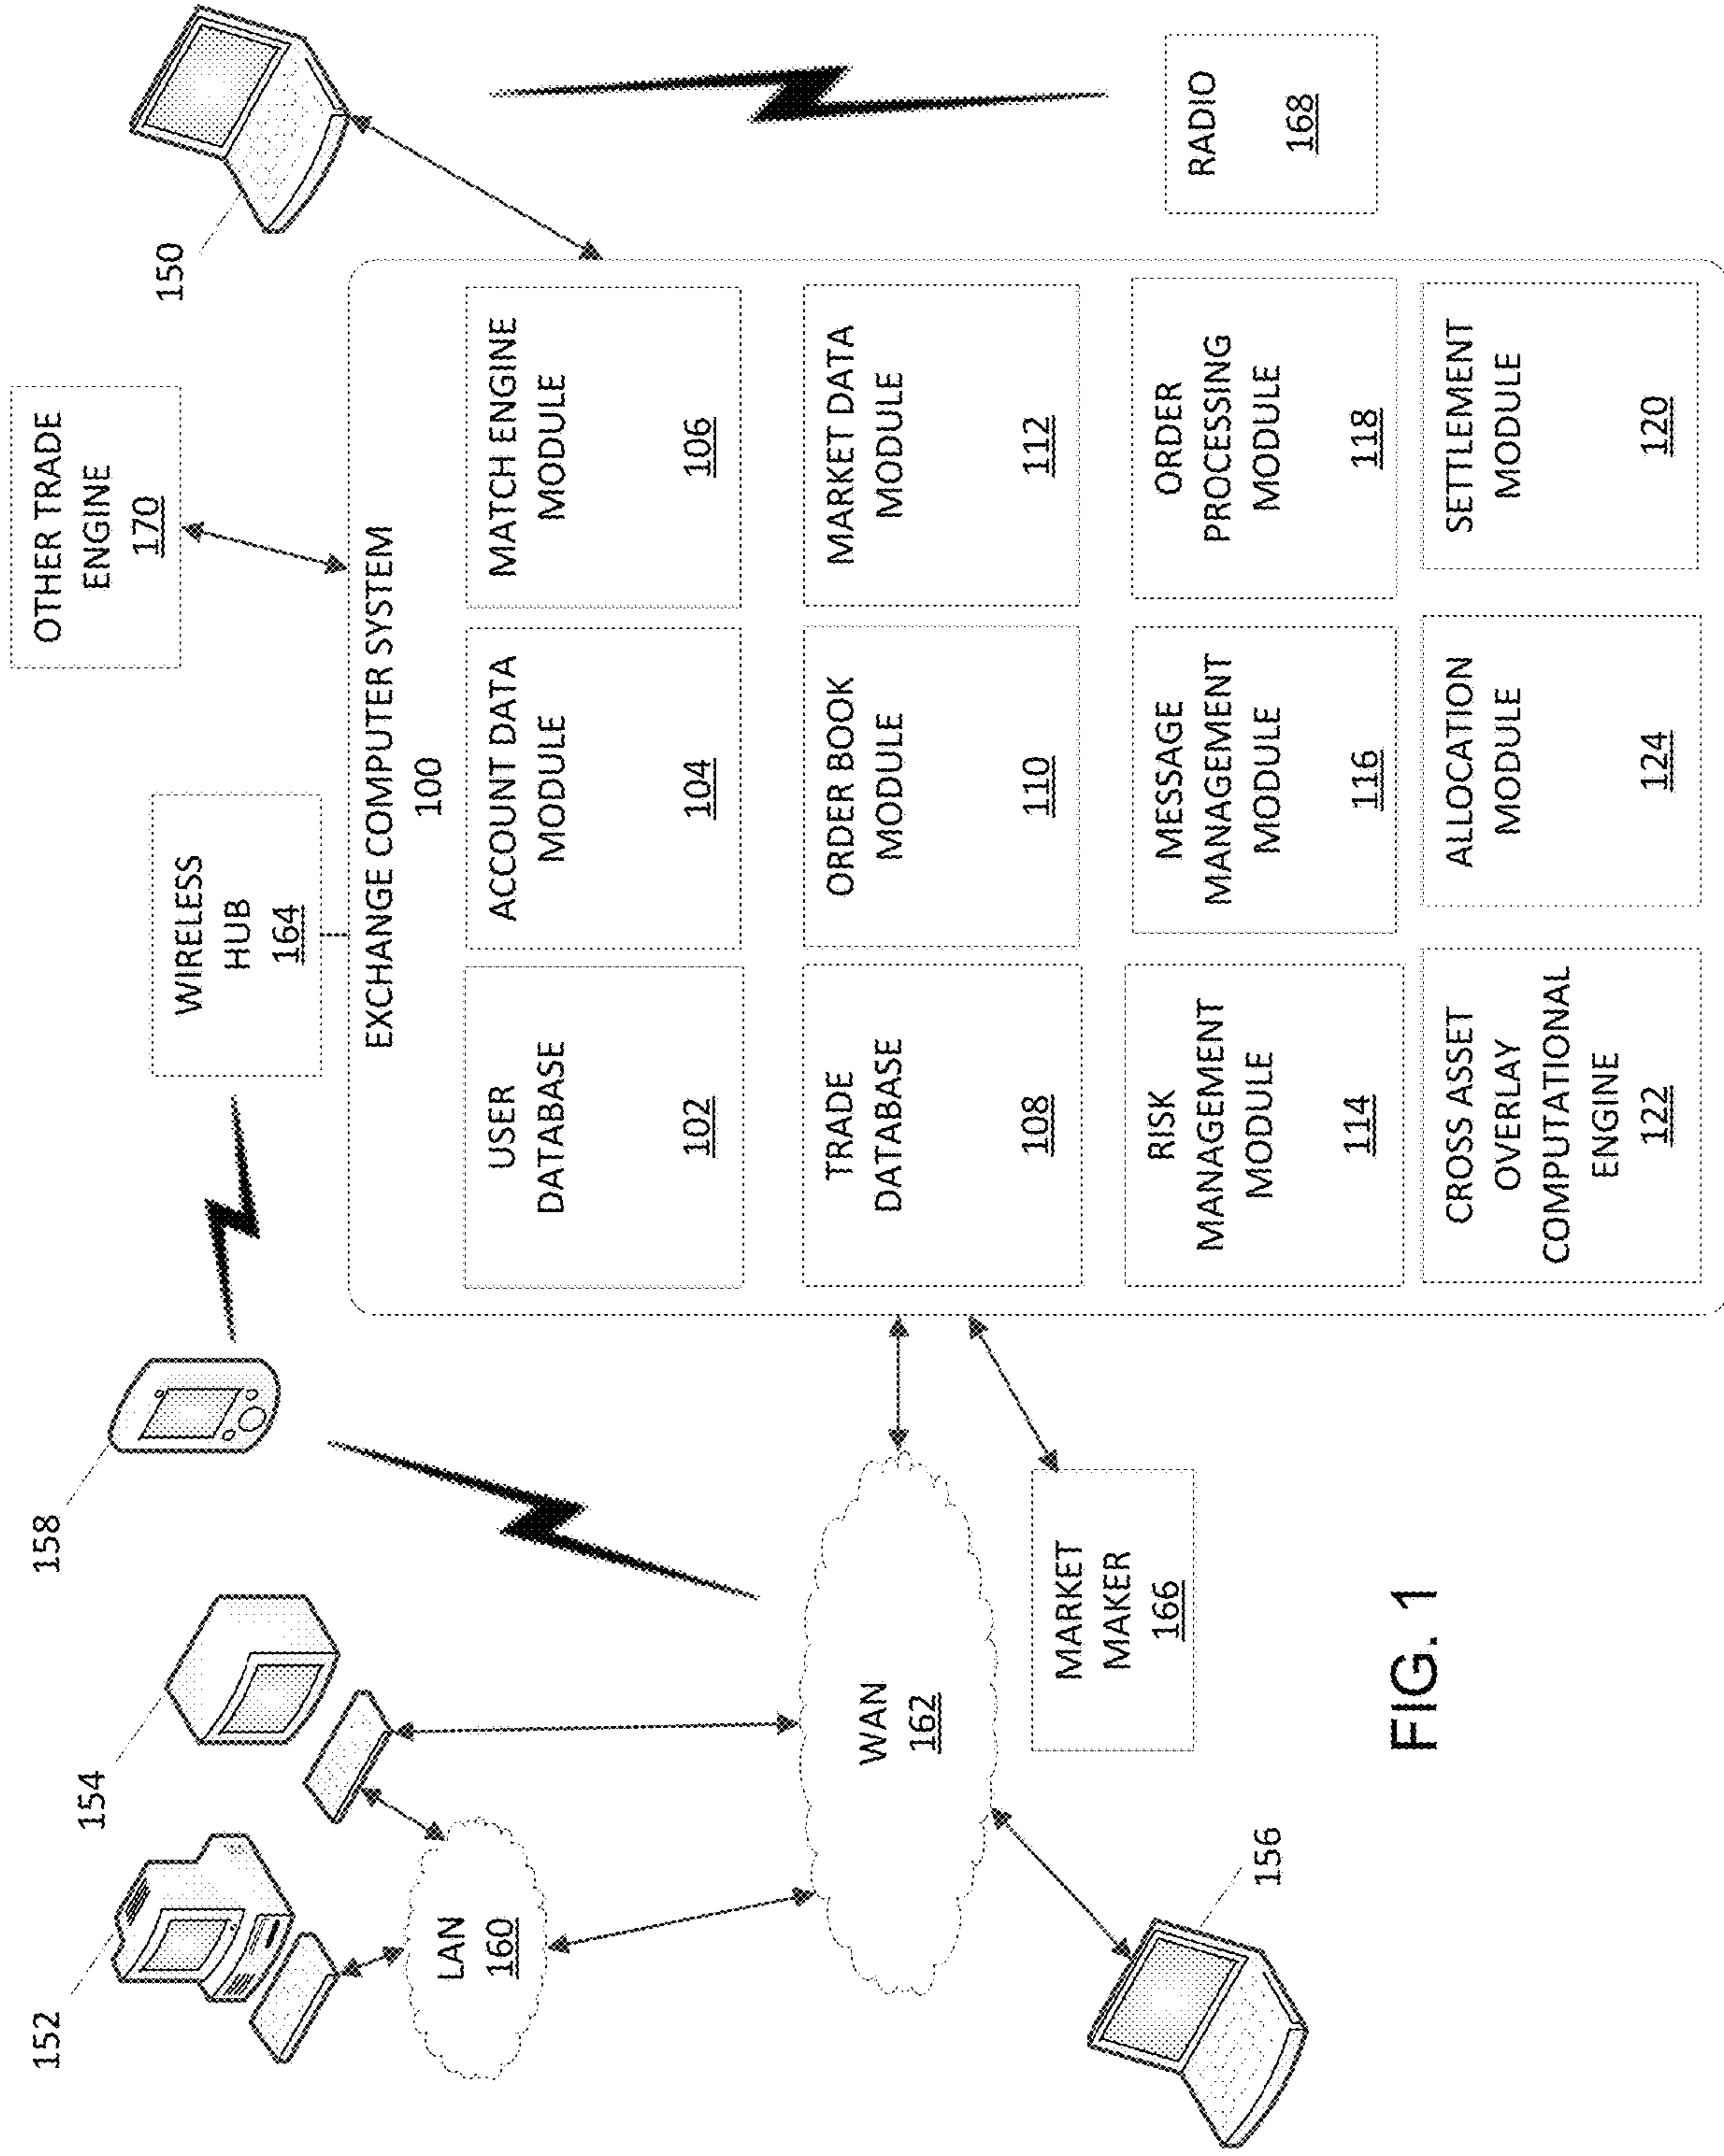 152
154
158
WIRELESS
HUB
164
OTHER TRADE
ENGINE
170
150
LAN
160
WAN
162
156
MARKET
MAKER
166
EXCHANGE COMPUTER SYSTEM
100
USER
DATABASE
102
ACCOUNT DATA
MODULE
104
MATCH ENGINE
MODULE
106
TRADE
DATABASE
108
ORDER BOOK
MODULE
110
MARKET DATA
MODULE
112
RISK
MANAGEMENT
MODULE
114
MESSAGE
MANAGEMENT
MODULE
116
ORDER
PROCESSING
MODULE
118
CROSS ASSET
OVERLAY
COMPUTATIONAL
ENGINE
122
ALLOCATION
MODULE
124
SETTLEMENT
MODULE
120
RADIO
168
FIG. 1